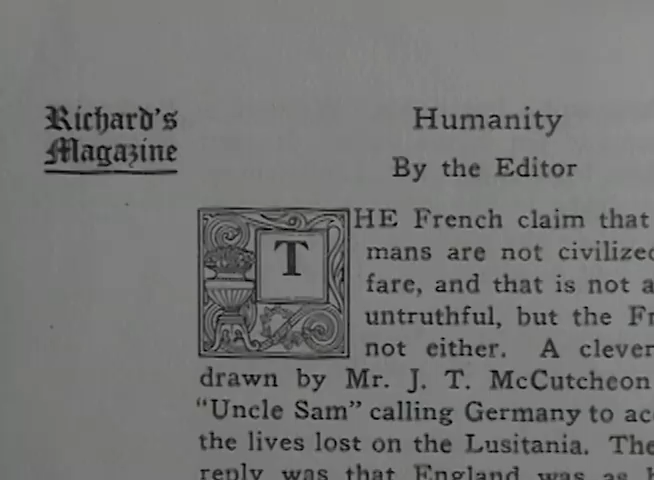 Richard's
Magazine
Humanity
By the Editor
THE French claim that
mans are not civilized
fare, and that is not a
untruthful, but the Fr
not either. A clever
drawn by Mr. J. T. McCutcheon
"Uncle Sam" calling Germany to ac
the lives lost on the Lusitania. The
reply was that England was as